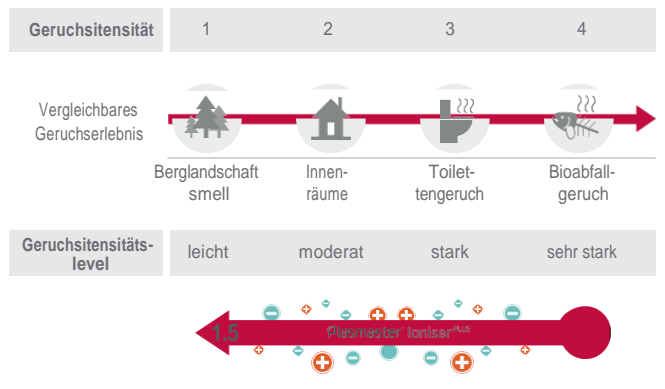 Geruchsitensität 1 2 3 4
Vergleichbares
Geruchserlebnis
Berglandschaft Innen- Toilet- Bioabfall-
smell räume tengeruch geruch
Geruchsitensitäts-
level
leicht moderat stark sehr stark
1.5 Plasmaster Ioniser PLUS